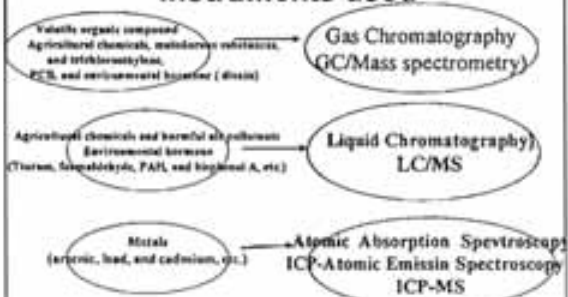 Volatile organic compound
Agricultural chemicals, malodorous substances,
and trichloroethylene,
PCB, and environmental hormone ( dioxin)
Gas Chromatography
GC/Mass spectrometry)
Agricultural chemicals and harmful air pollutants
Environmental hormone
(Tiuram, formaldehyde, PAH, and bisphenol A, etc.)
Liquid Chromatography)
LC/MS
Metals
(arsenic, lead, and cadmium, etc.)
Atomic Absorption Spevtroscopy
ICP-Atomic Emissin Spectroscopy
ICP-MS